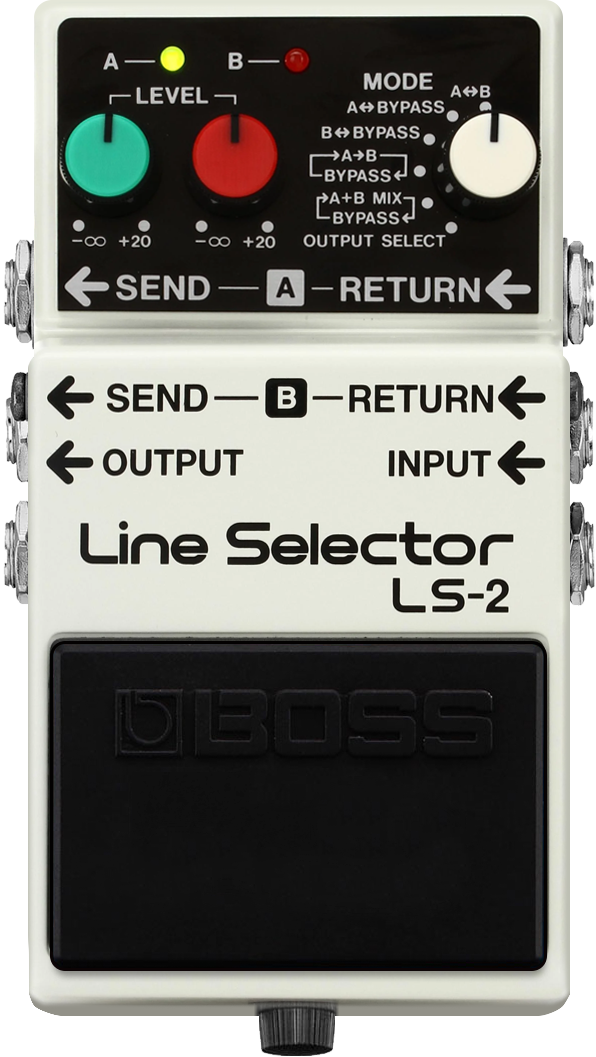 A B
LEVEL
MODE
A↔B
A↔BYPASS
B↔BYPASS
→A→B
BYPASS
→A+B MIX
BYPASS
OUTPUT SELECT
-∞ +20 -∞ +20
← SEND — A — RETURN ←
← SEND — B — RETURN ←
← OUTPUT INPUT ←
Line Selector
LS-2
BOSS